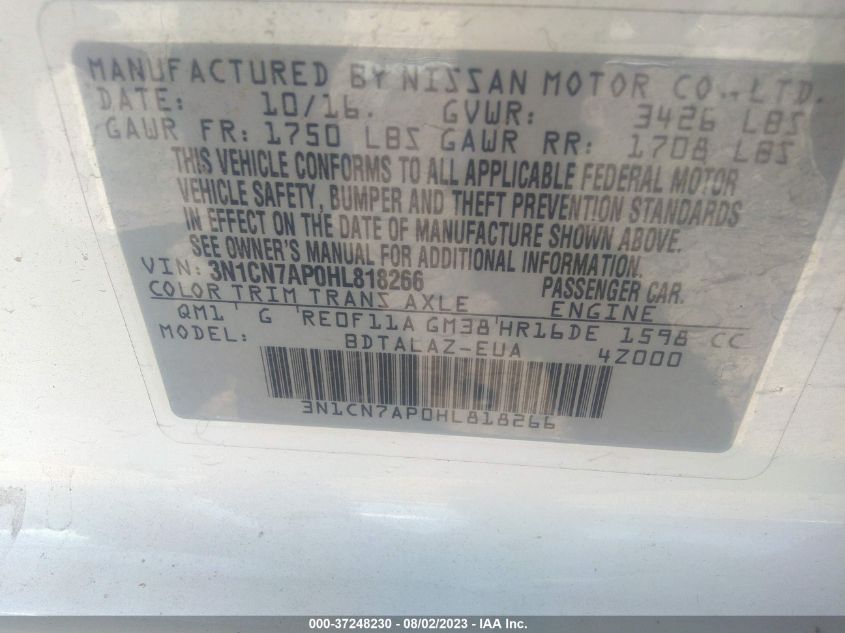 MANUFACTURED BY NISSAN MOTOR CO., LTD.
DATE: 10/16. GVWR: 3426 LBS
GAWR FR: 1750 LBS GAWR RR: 1708 LBS
THIS VEHICLE CONFORMS TO ALL APPLICABLE FEDERAL MOTOR
VEHICLE SAFETY, BUMPER AND THEFT PREVENTION STANDARDS
IN EFFECT ON THE DATE OF MANUFACTURE SHOWN ABOVE.
SEE OWNER'S MANUAL FOR ADDITIONAL INFORMATION.
VIN: 3N1CN7AP0HL818266 PASSENGER CAR.
COLOR TRIM TRANS AXLE ENGINE
QM1 G RE0F11A GM38 HR16DE 1598 CC
MODEL: BDTALAZ-EUA 4Z000
3N1CN7AP0HL818266
000-37248230 - 08/02/2023 - IAA Inc.